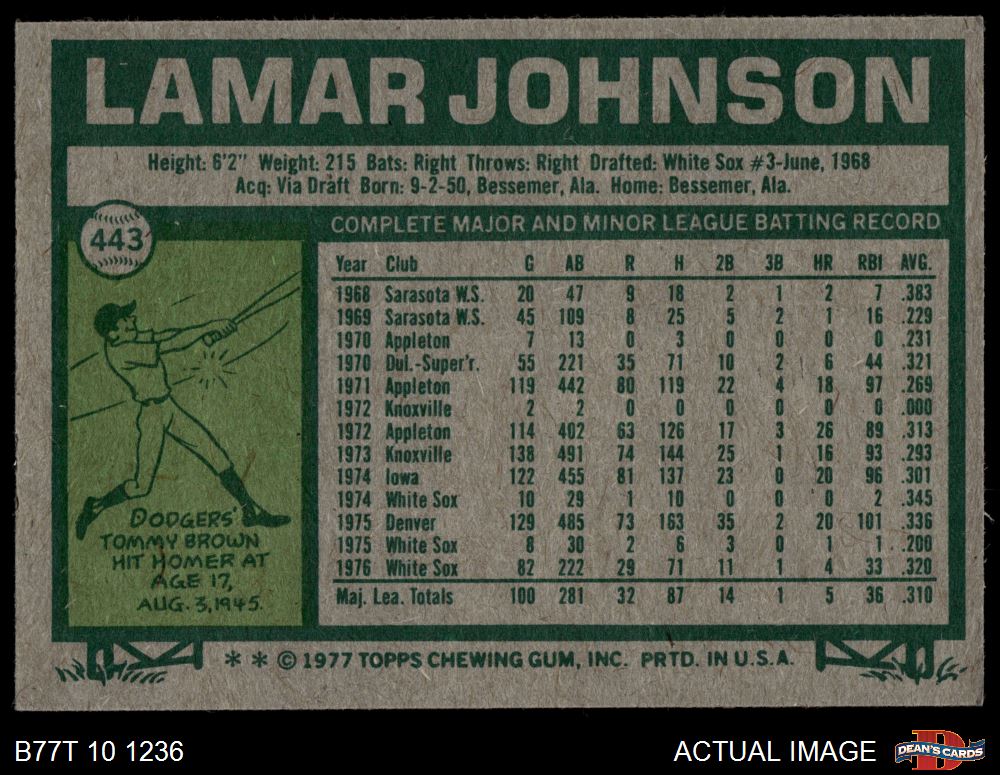 LAMAR JOHNSON
Height: 6'2" Weight: 215 Bats: Right Throws: Right Drafted: White Sox #3-June, 1968
Acq: Via Draft Born: 9-2-50, Bessemer, Ala. Home: Bessemer, Ala.
443
COMPLETE MAJOR AND MINOR LEAGUE BATTING RECORD
Year Club G AB R H 2B 3B HR RBI AVG.
1968 Sarasota W.S. 20 47 9 18 2 1 2 7 .383
1969 Sarasota W.S. 45 109 8 25 5 2 1 16 .229
1970 Appleton 7 13 0 3 0 0 0 0 .231
1970 Dul.-Super'r. 55 221 35 71 10 2 6 44 .321
1971 Appleton 119 442 80 119 22 4 18 97 .269
1972 Knoxville 2 2 0 0 0 0 0 0 .000
1972 Appleton 114 402 63 126 17 3 26 89 .313
1973 Knoxville 138 491 74 144 25 1 16 93 .293
1974 Iowa 122 455 81 137 23 0 20 96 .301
1974 White Sox 10 29 1 10 0 0 0 2 .345
1975 Denver 129 485 73 163 35 2 20 101 .336
1975 White Sox 8 30 2 6 3 0 1 1 .200
1976 White Sox 82 222 29 71 11 1 4 33 .320
Maj. Lea. Totals 100 281 32 87 14 1 5 36 .310
DODGERS'
TOMMY BROWN
HIT HOMER AT
AGE 17,
AUG. 3, 1945.
* * © 1977 TOPPS CHEWING GUM, INC. PRTD. IN U.S.A.
B77T 10 1236
ACTUAL IMAGE
DEAN'S CARDS